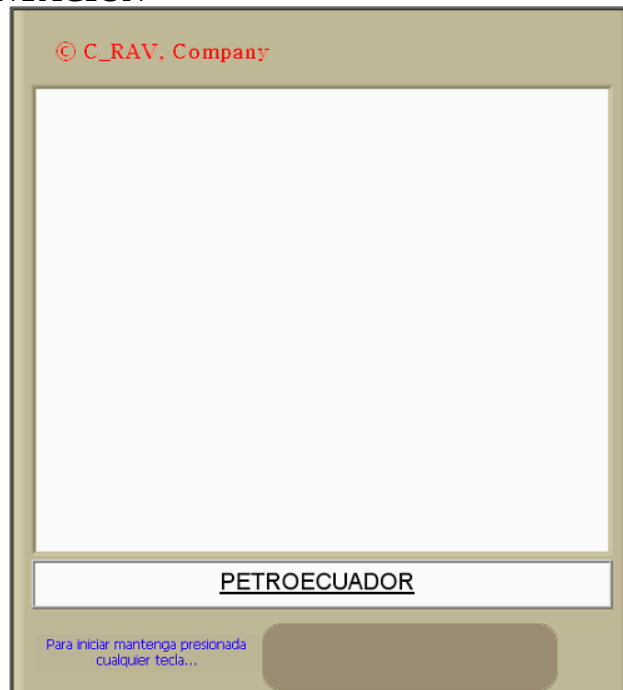 © C_RAV, Company
PETROECUADOR
Para iniciar mantenga presionada
cualquier tecla...